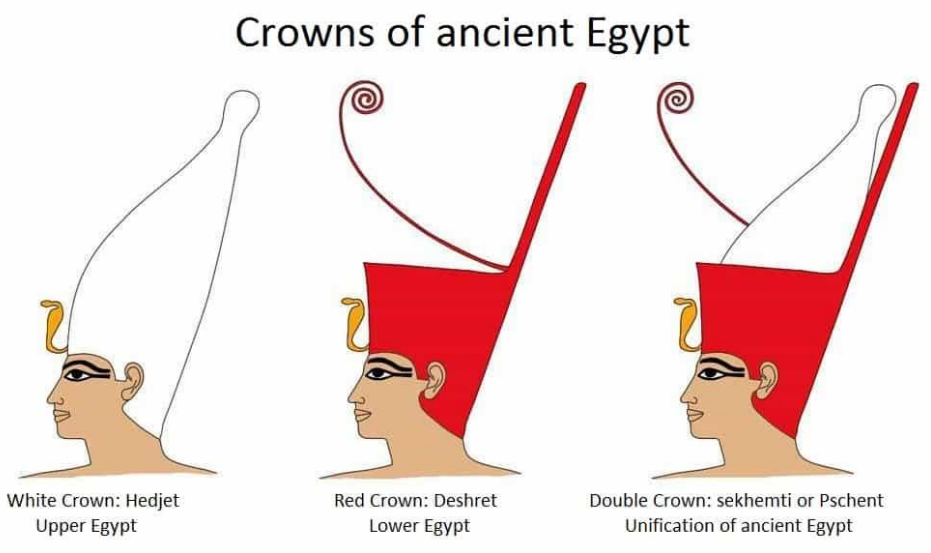 Crowns of ancient Egypt
White Crown: Hedjet
Upper Egypt
Red Crown: Deshret
Lower Egypt
Double Crown: sekhemti or Pschent
Unification of ancient Egypt